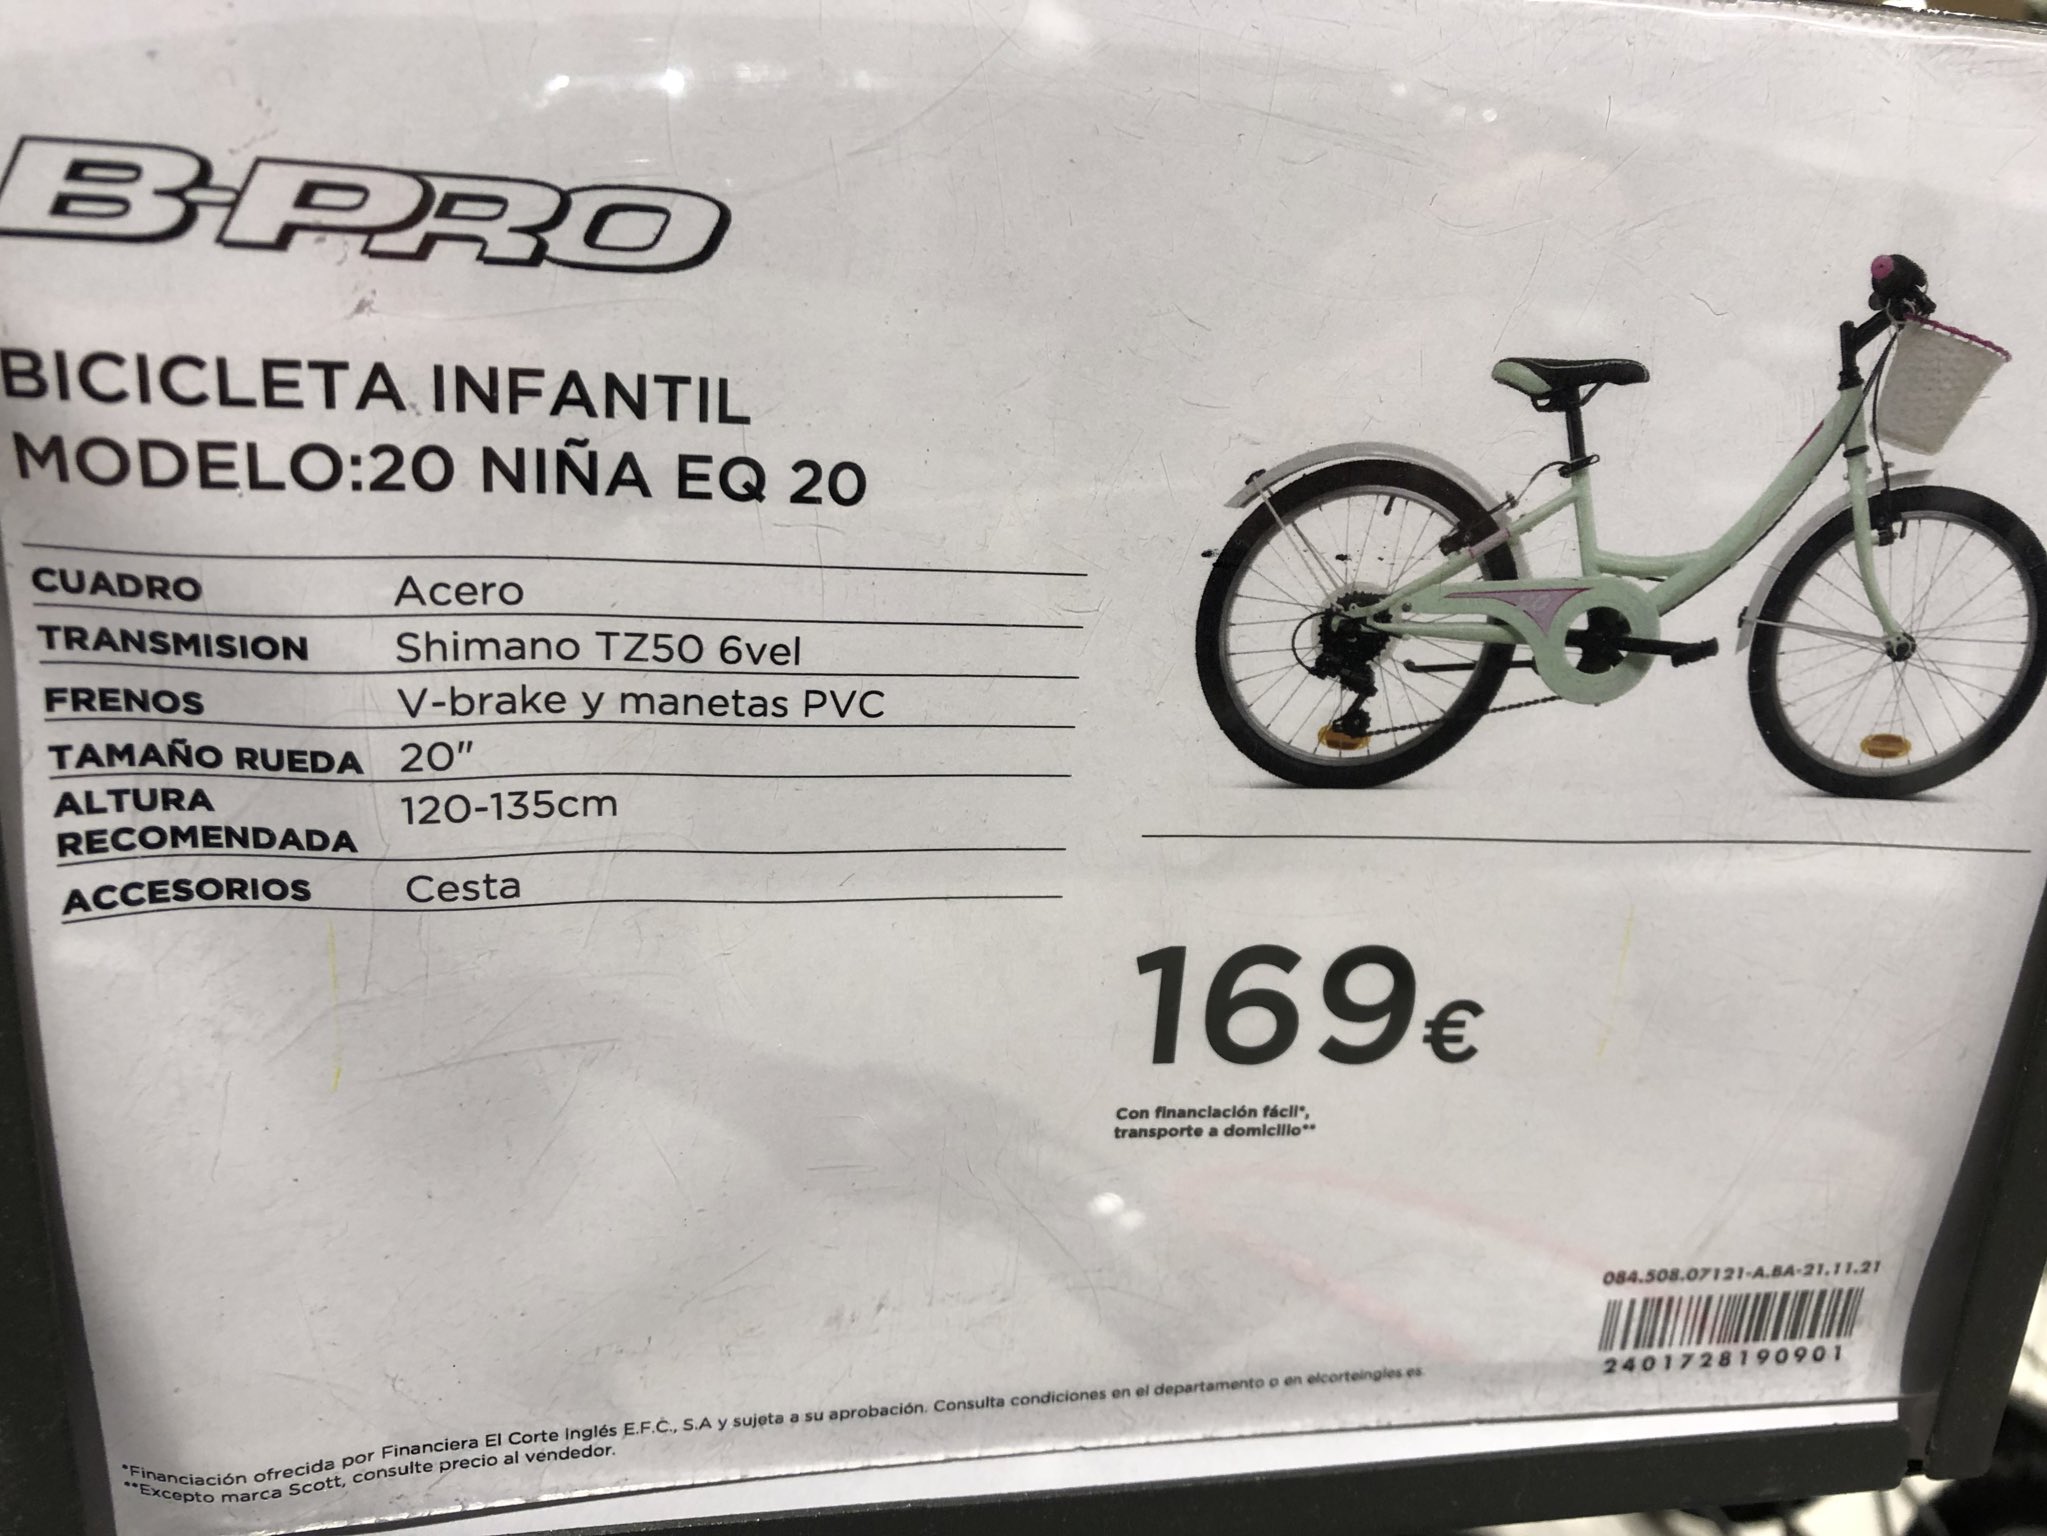 B-PRO
BICICLETA INFANTIL
MODELO:20 NIÑA EQ 20
CUADRO Acero
TRANSMISION Shimano TZ50 6vel
FRENOS V-brake y manetas PVC
TAMAÑO RUEDA 20"
ALTURA
RECOMENDADA 120-135cm
ACCESORIOS Cesta
169€
Con financiación fácil*,
transporte a domicilio**
084.508.07121-A.BA-21.11.21
2401728190901
*Financiación ofrecida por Financiera El Corte Inglés E.F.C., S.A y sujeta a su aprobación. Consulta condiciones en el departamento o en elcorteingles.es.
**Excepto marca Scott, consulte precio al vendedor.